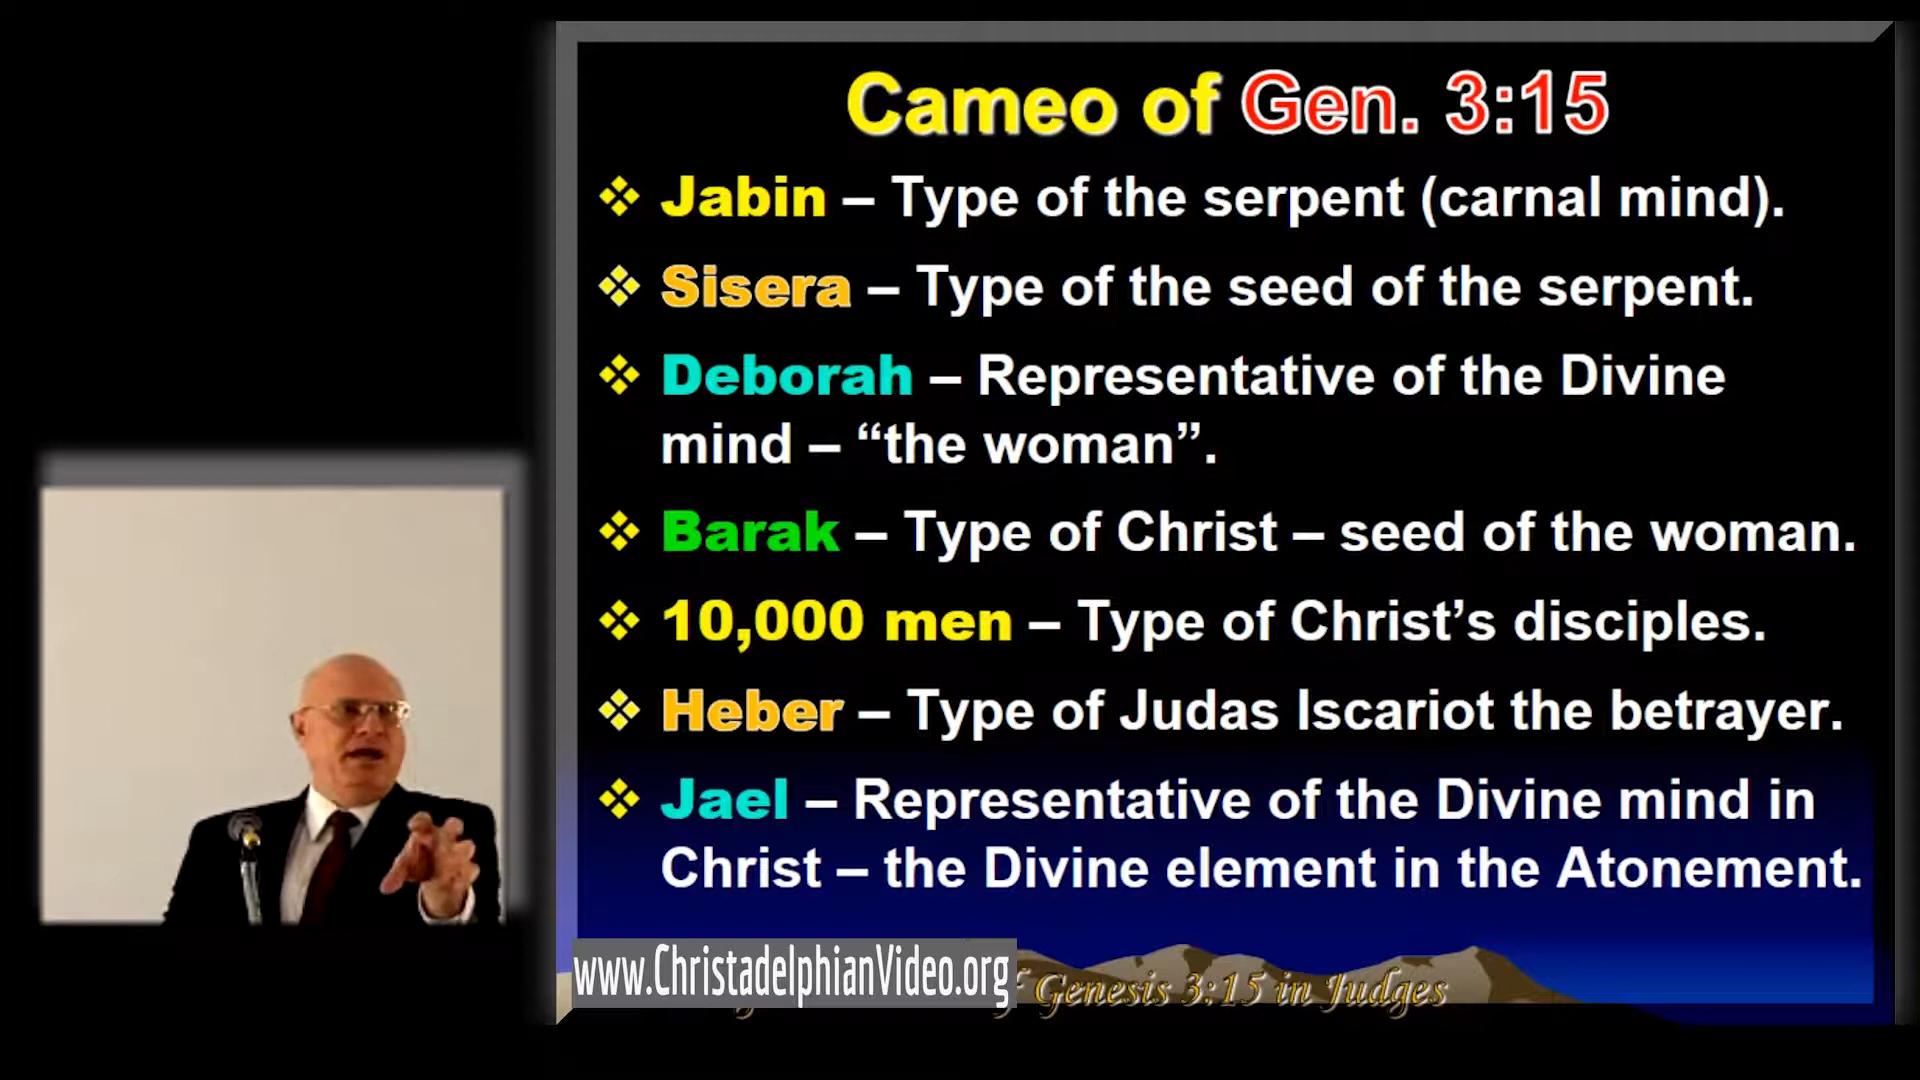 Cameo of Gen. 3:15
❖ Jabin – Type of the serpent (carnal mind).
❖ Sisera – Type of the seed of the serpent.
❖ Deborah – Representative of the Divine
mind – “the woman”.
❖ Barak – Type of Christ – seed of the woman.
❖ 10,000 men – Type of Christ’s disciples.
❖ Heber – Type of Judas Iscariot the betrayer.
❖ Jael – Representative of the Divine mind in
Christ – the Divine element in the Atonement.
www.ChristadelphianVideo.org
Genesis 3:15 in Judges